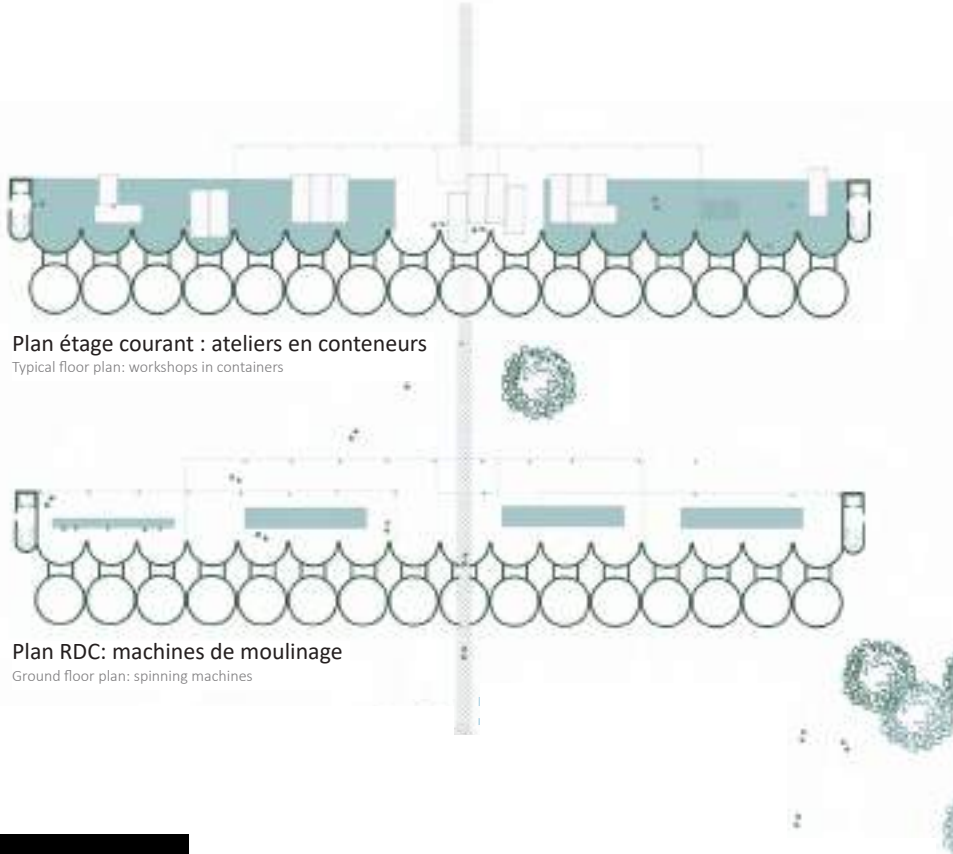 Plan étage courant : ateliers en conteneurs
Typical floor plan: workshops in containers
Plan RDC: machines de moulinage
Ground floor plan: spinning machines